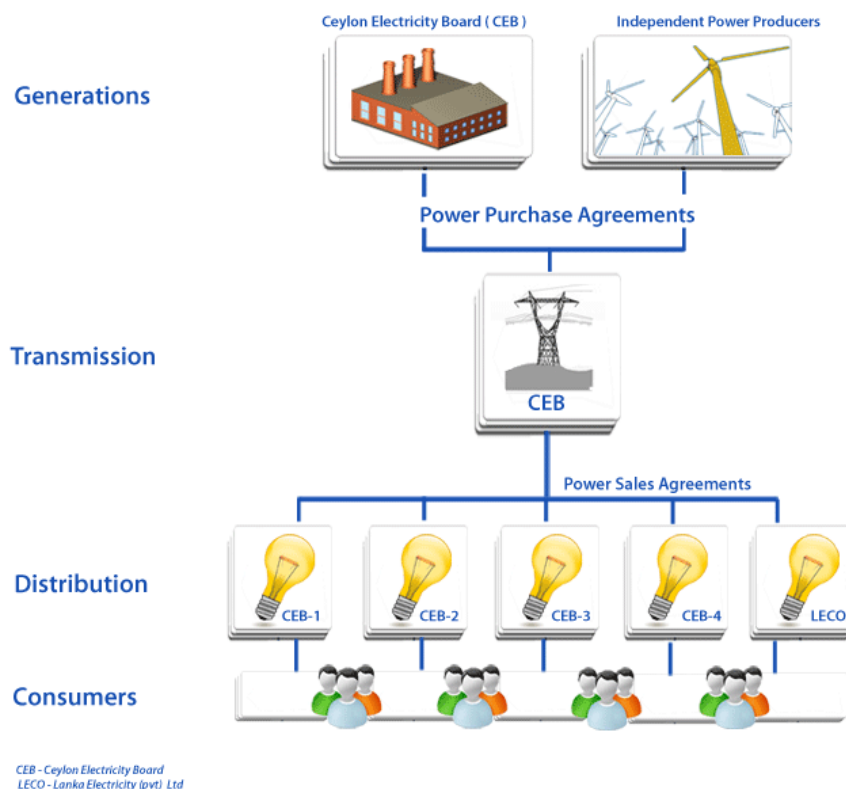 Ceylon Electricity Board ( CEB )
Independent Power Producers
Generations
Power Purchase Agreements
Transmission
CEB
Power Sales Agreements
Distribution
CEB-1
CEB-2
CEB-3
CEB-4
LECO
Consumers
CEB - Ceylon Electricity Board
LECO - Lanka Electricity (pvt) Ltd